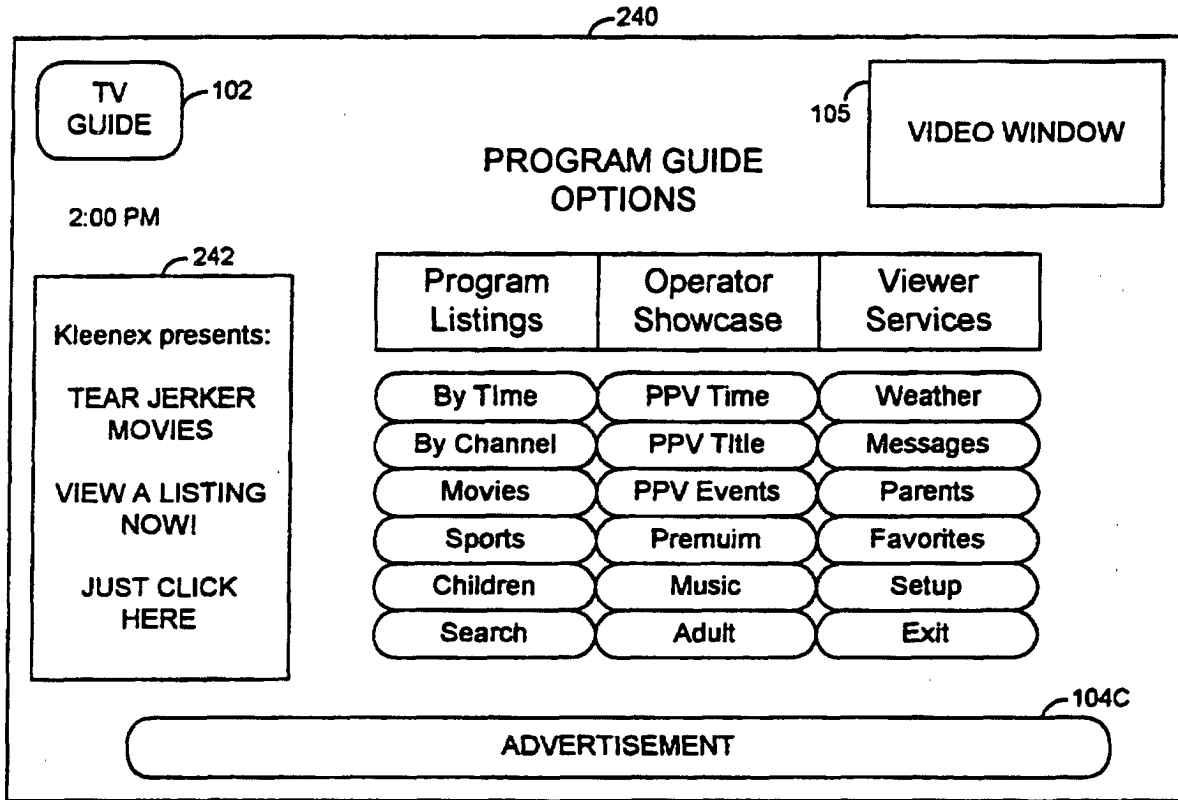 240
TV
GUIDE
102
105
VIDEO WINDOW
PROGRAM GUIDE
OPTIONS
2:00 PM
242
Kleenex presents:
TEAR JERKER
MOVIES
VIEW A LISTING
NOW!
JUST CLICK
HERE
Program
Listings
Operator
Showcase
Viewer
Services
By Time
PPV Time
Weather
By Channel
PPV Title
Messages
Movies
PPV Events
Parents
Sports
Premuim
Favorites
Children
Music
Setup
Search
Adult
Exit
104C
ADVERTISEMENT